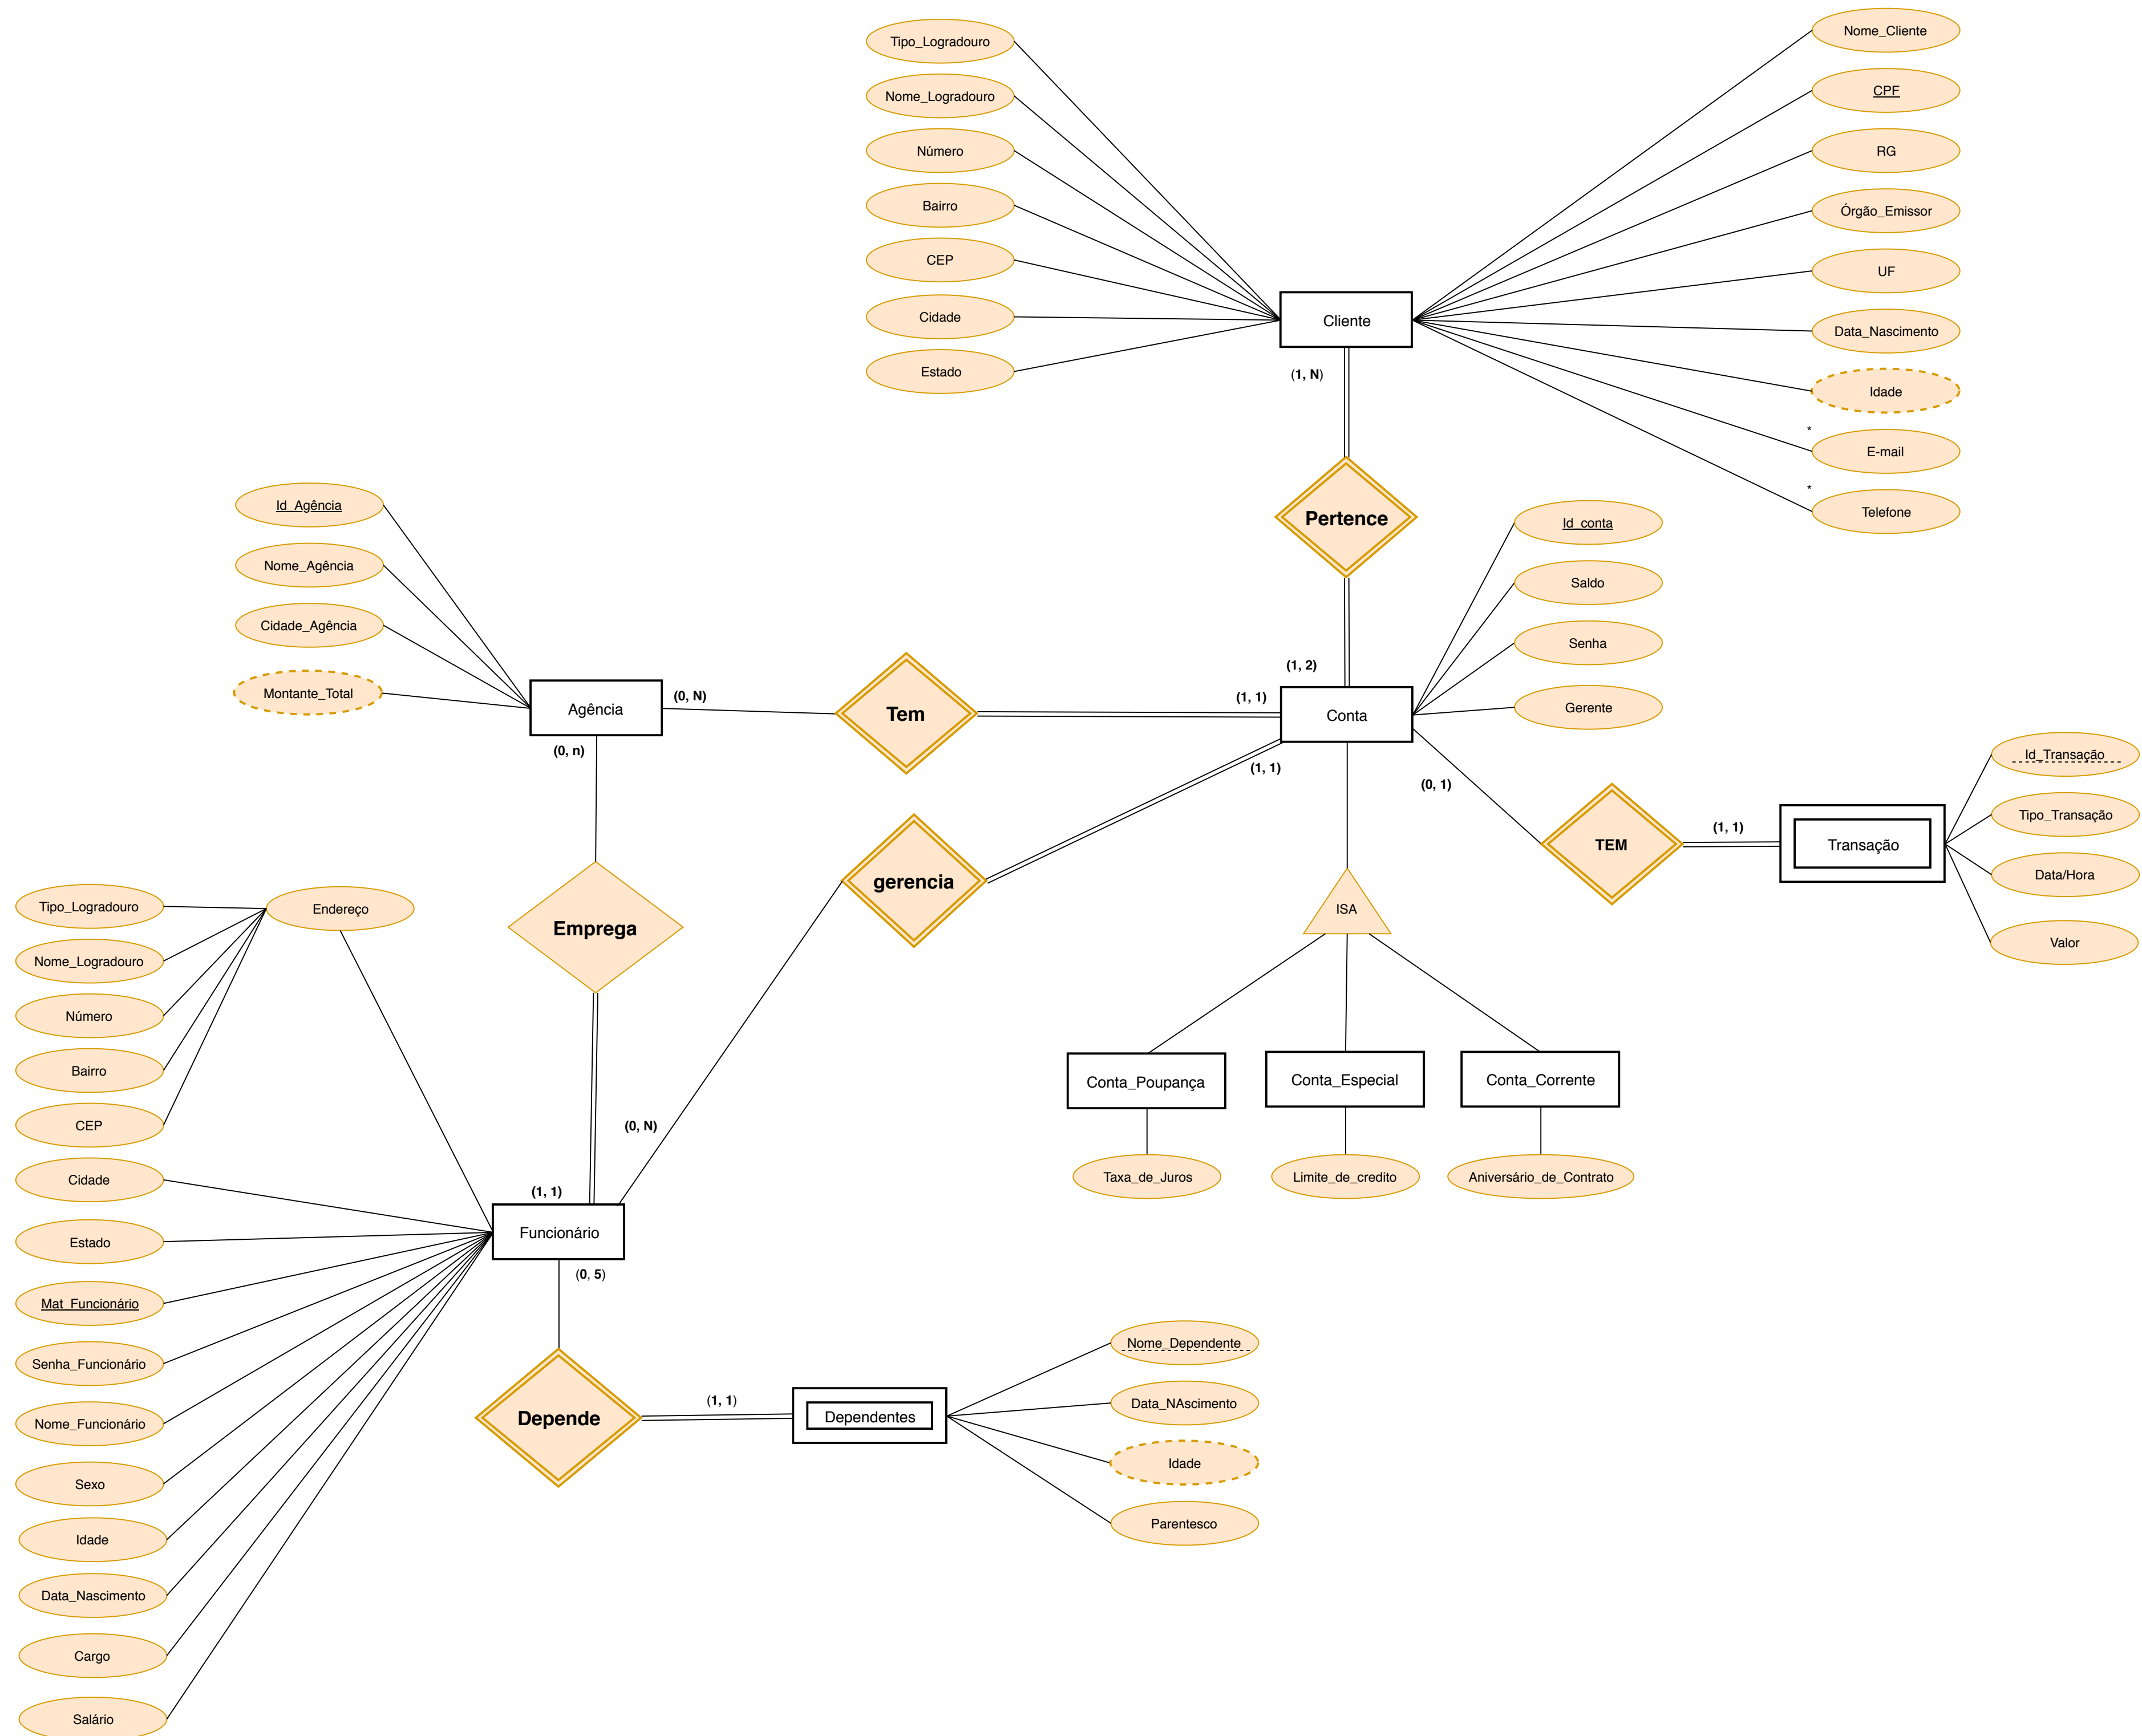 Tipo_Logradouro
Nome_Logradouro
Número
Bairro
CEP
Cidade
Estado
Nome_Cliente
CPF
RG
Órgão_Emissor
UF
Data_Nascimento
Idade
*
E-mail
*
Telefone
Cliente
(1, N)
Pertence
(1, 2)
Id_Agência
Nome_Agência
Cidade_Agência
Montante_Total
Agência
(0, N)
Tem
(1, 1)
Conta
Id_conta
Saldo
Senha
Gerente
(0, n)
(1, 1)
(0, 1)
TEM
(1, 1)
Transação
Id_Transação
Tipo_Transação
Data/Hora
Valor
gerencia
Emprega
ISA
Conta_Poupança
Conta_Especial
Conta_Corrente
Taxa_de_Juros
Limite_de_credito
Aniversário_de_Contrato
Tipo_Logradouro
Endereço
Nome_Logradouro
Número
Bairro
CEP
Cidade
Estado
Mat_Funcionário
Senha_Funcionário
Nome_Funcionário
Sexo
Idade
Data_Nascimento
Cargo
Salário
(0, N)
(1, 1)
Funcionário
(0, 5)
Depende
(1, 1)
Dependentes
Nome_Dependente
Data_NAscimento
Idade
Parentesco